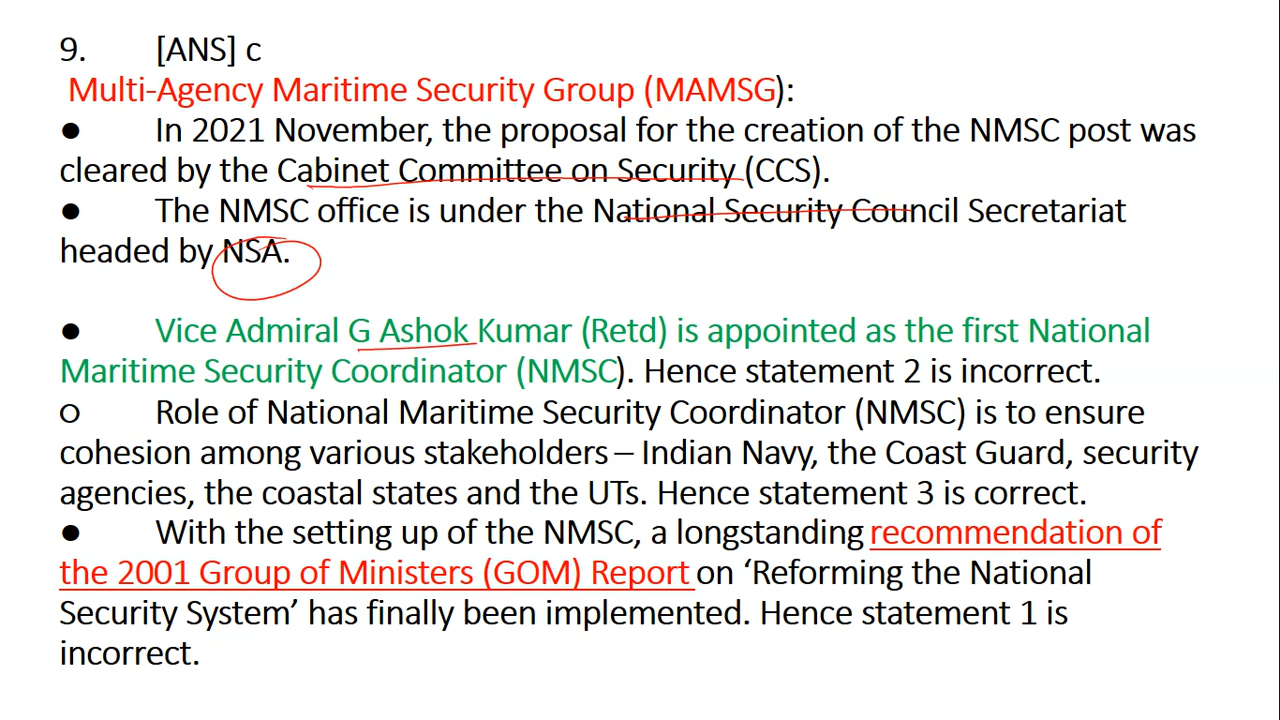 9. [ANS] c
Multi-Agency Maritime Security Group (MAMSG):
● In 2021 November, the proposal for the creation of the NMSC post was
cleared by the Cabinet Committee on Security (CCS).
● The NMSC office is under the National Security Council Secretariat
headed by NSA.
● Vice Admiral G Ashok Kumar (Retd) is appointed as the first National
Maritime Security Coordinator (NMSC). Hence statement 2 is incorrect.
○ Role of National Maritime Security Coordinator (NMSC) is to ensure
cohesion among various stakeholders – Indian Navy, the Coast Guard, security
agencies, the coastal states and the UTs. Hence statement 3 is correct.
● With the setting up of the NMSC, a longstanding recommendation of
the 2001 Group of Ministers (GOM) Report on ‘Reforming the National
Security System’ has finally been implemented. Hence statement 1 is
incorrect.